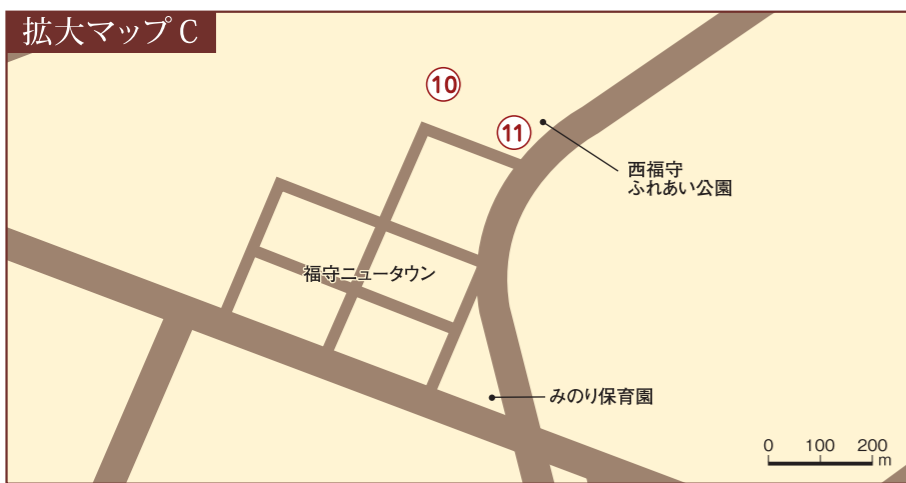 拡大マップ C
⑩
⑪
西福守
ふれあい公園
福守ニュータウン
みのり保育園
0 100 200
m